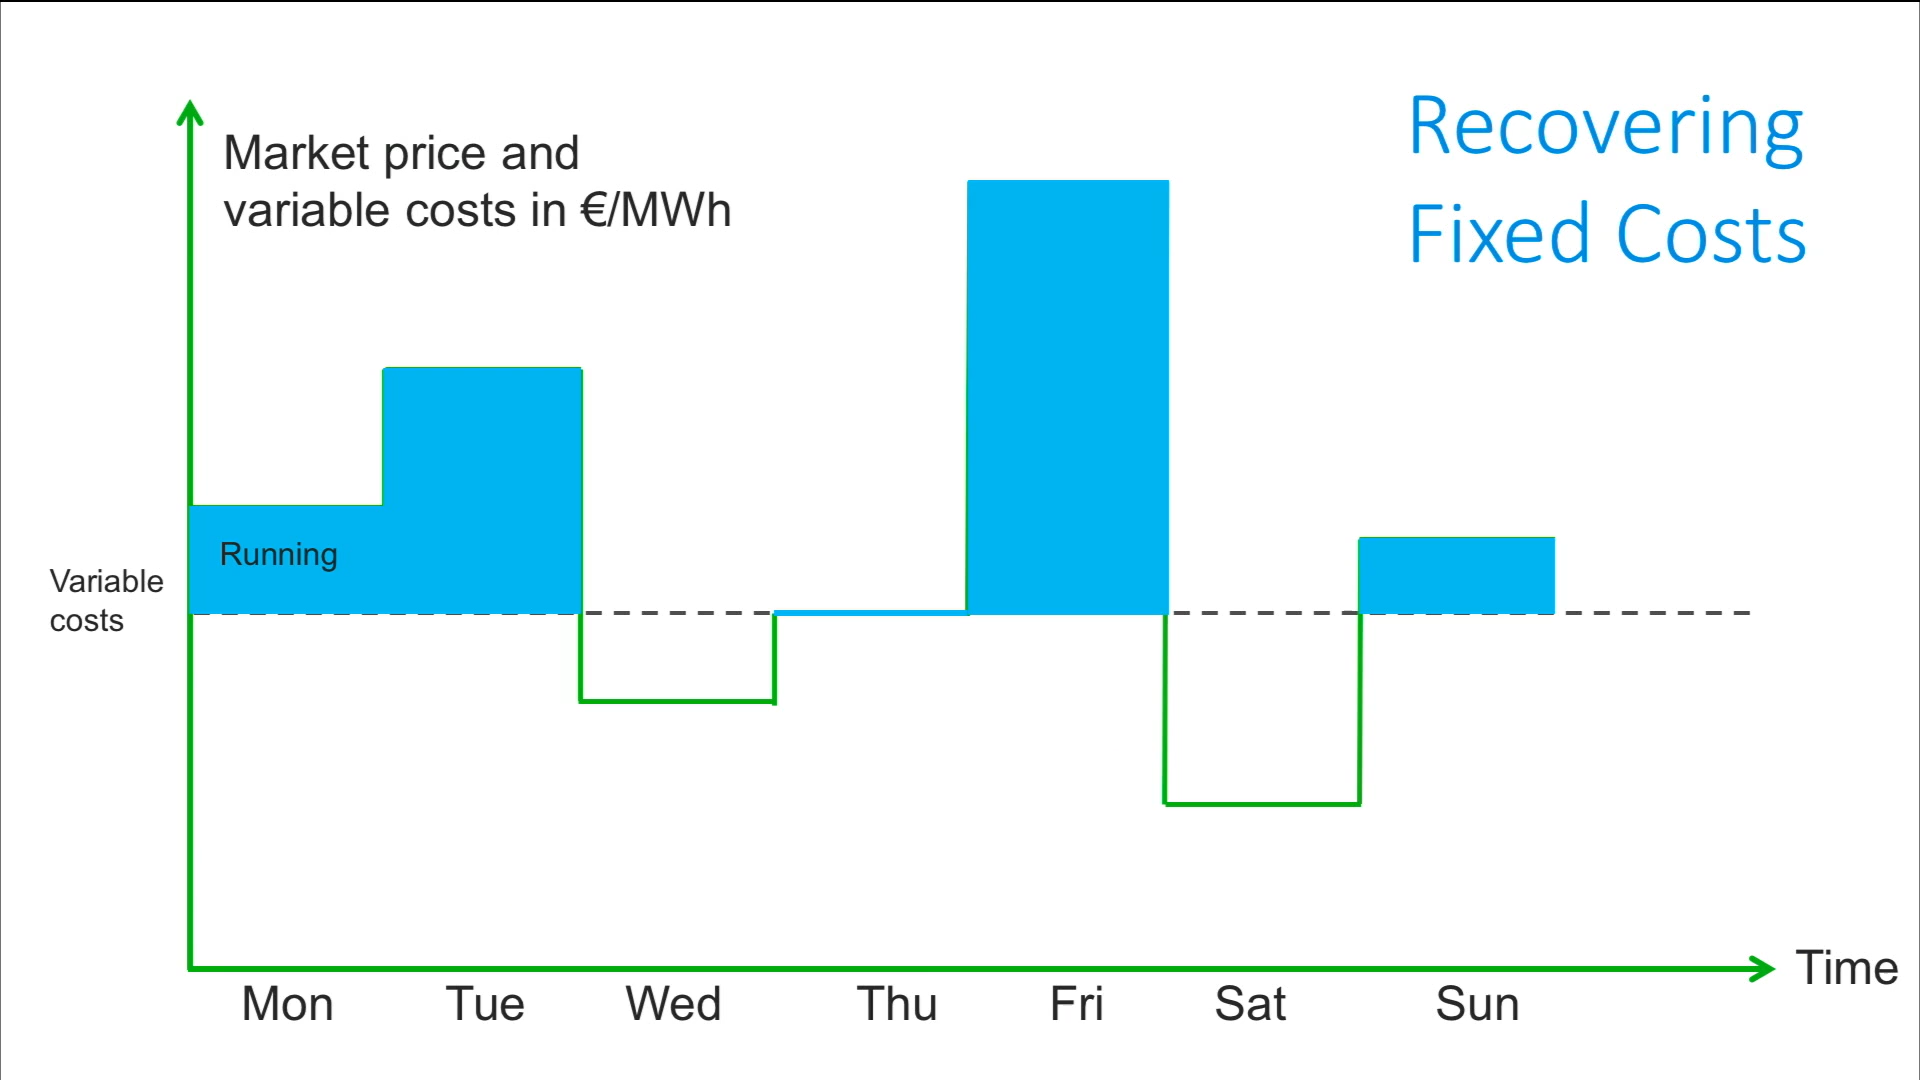 Recovering
Fixed Costs
Market price and
variable costs in €/MWh
Running
Variable
costs
Time
Mon Tue Wed Thu Fri Sat Sun